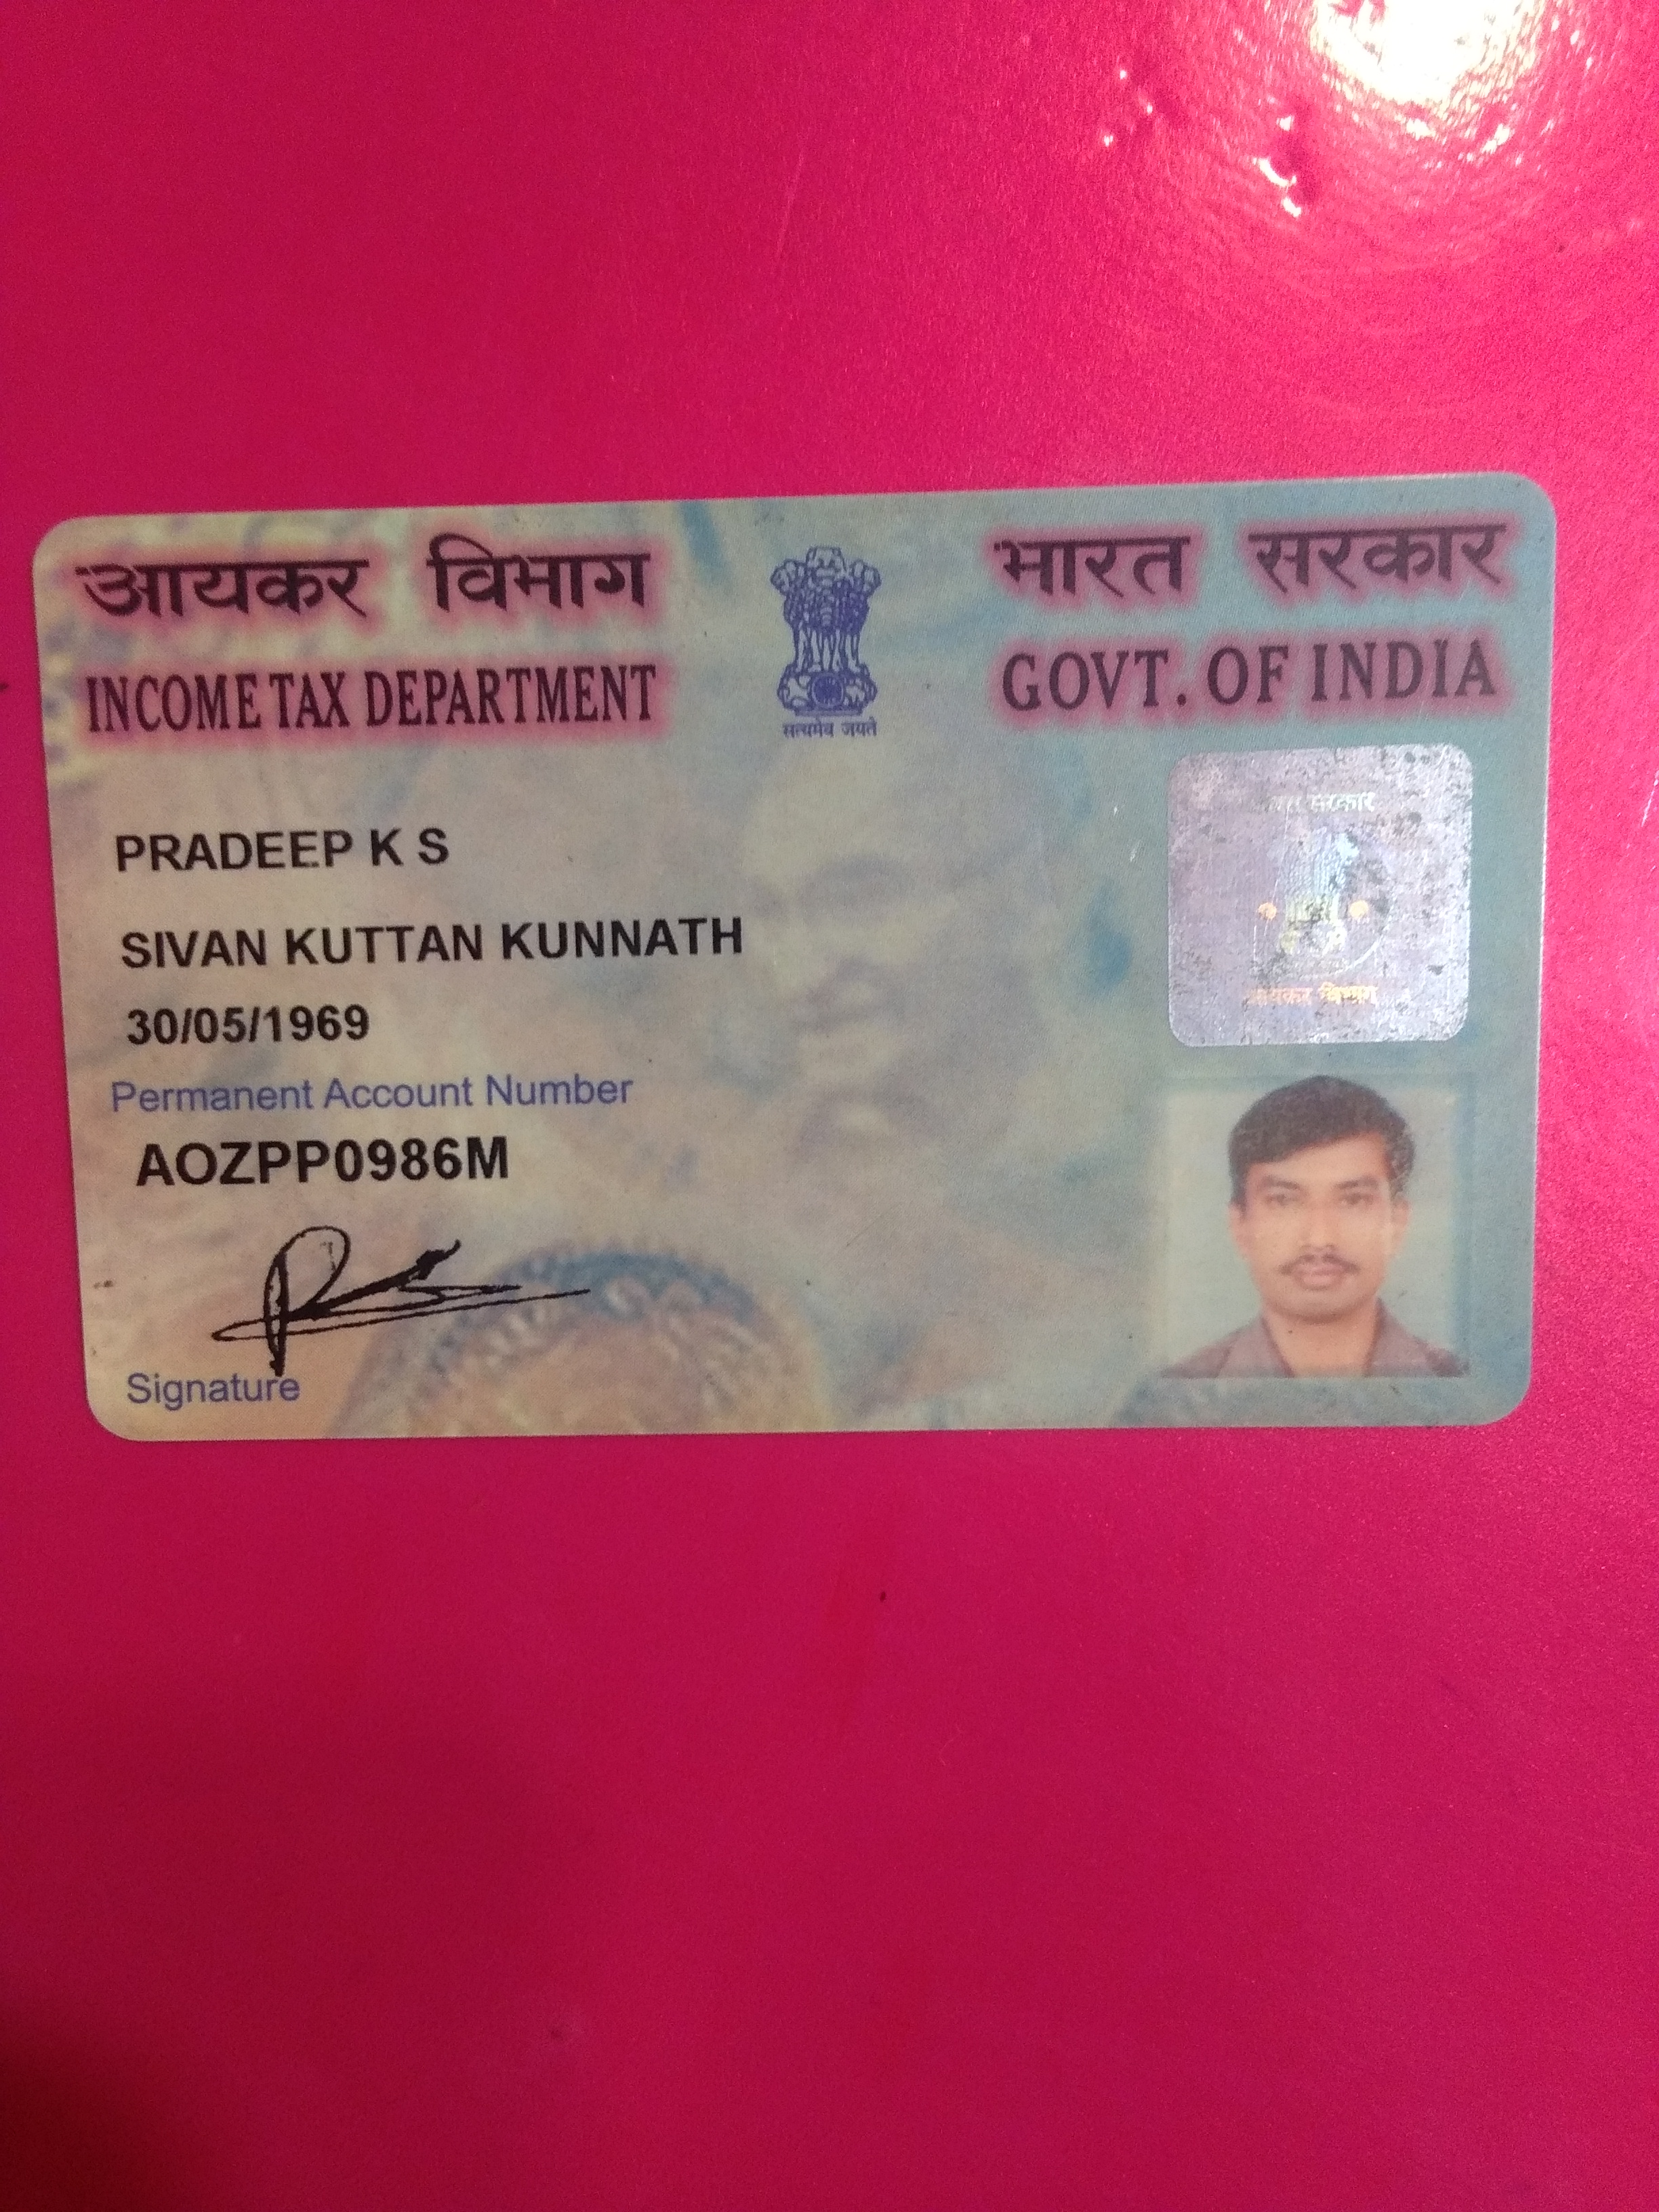 आयकर विभाग
INCOME TAX DEPARTMENT
सत्यमेव जयते
भारत सरकार
GOVT. OF INDIA
सरकार
आयकर विभाग
PRADEEP K S
SIVAN KUTTAN KUNNATH
30/05/1969
Permanent Account Number
AOZPP0986M
Signature